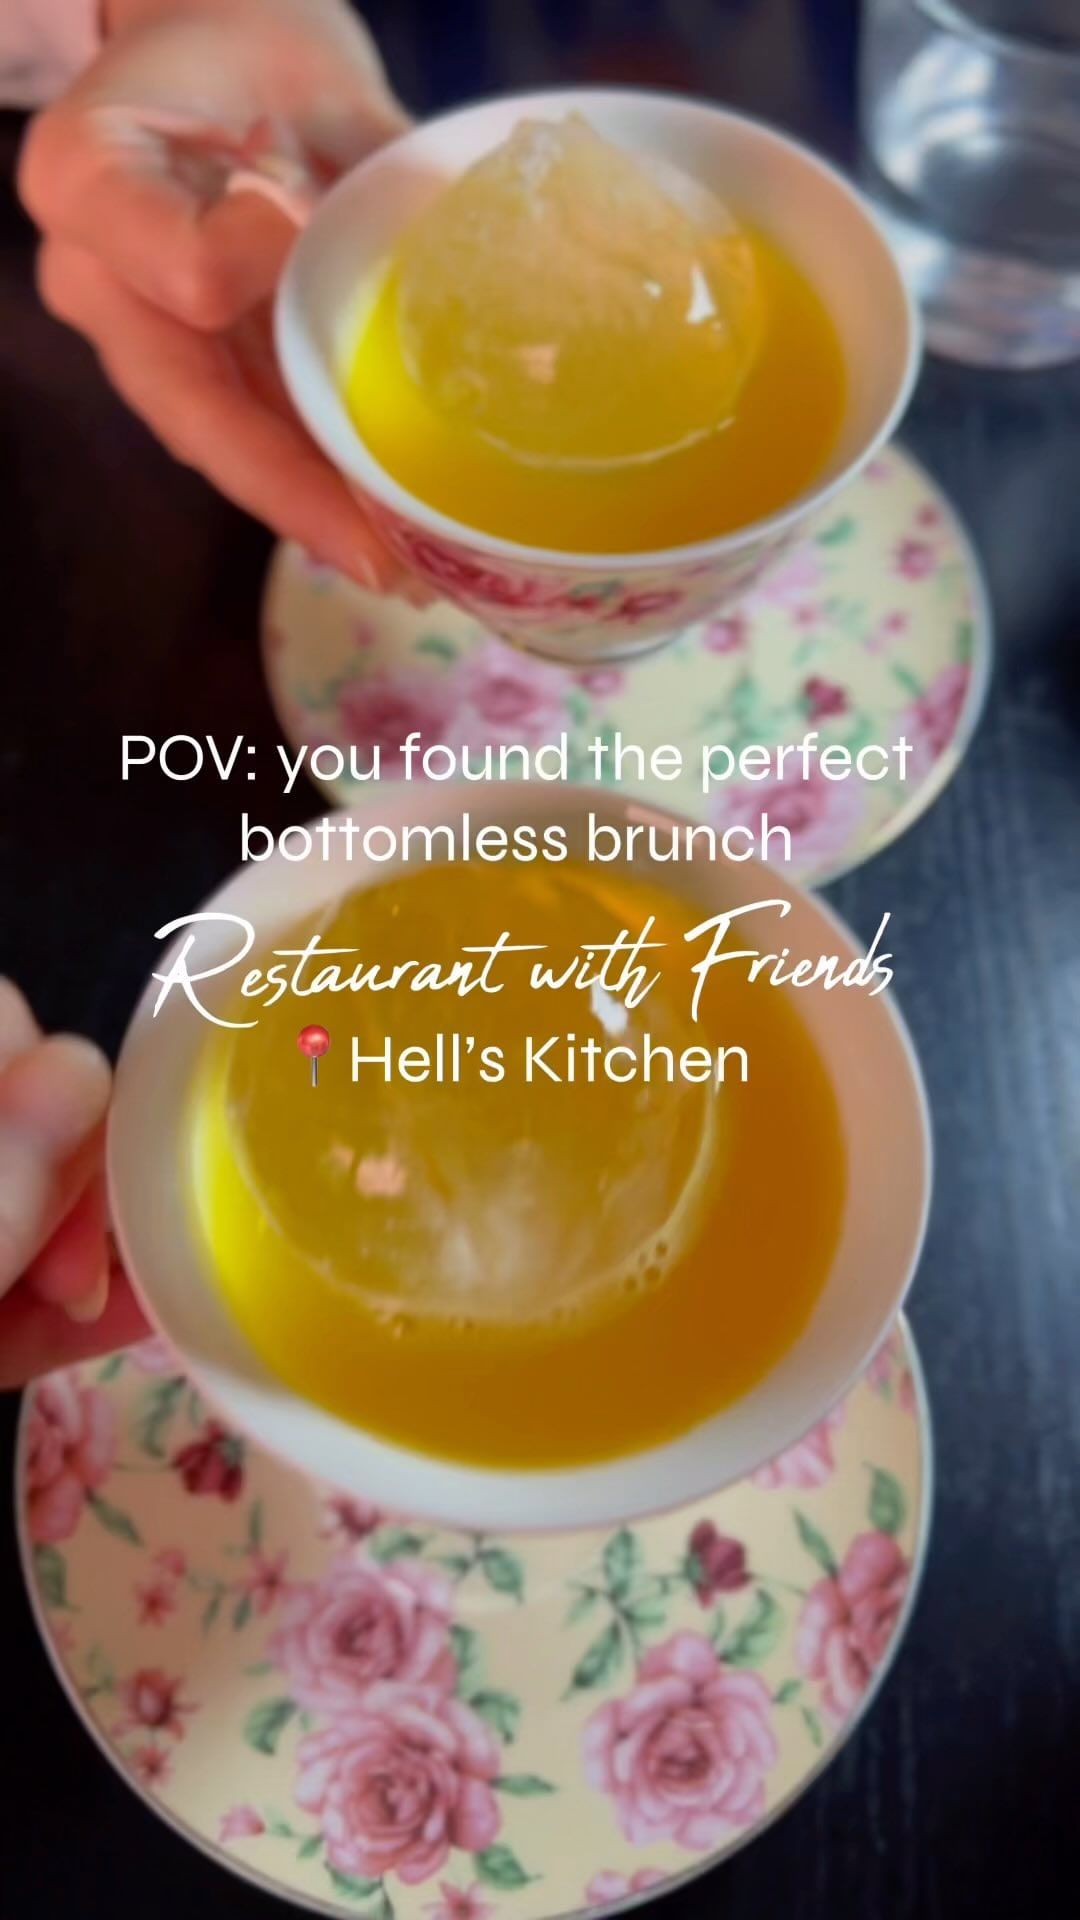 POV: you found the perfect
bottomless brunch
Restaurant with Friends
📍 Hell's Kitchen